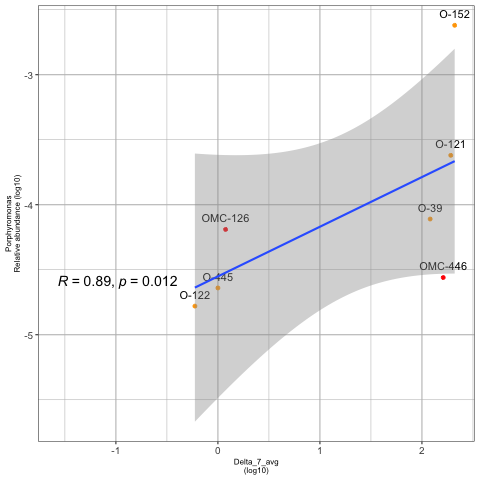 O-152
-3
O-121
Porphyromonas
Relative abundance (log10)
-4
OMC-126
O-39
OMC-446
R = 0.89, p = 0.012
O-445
O-122
-5
-1 0 1 2
Delta_7_avg
(log10)